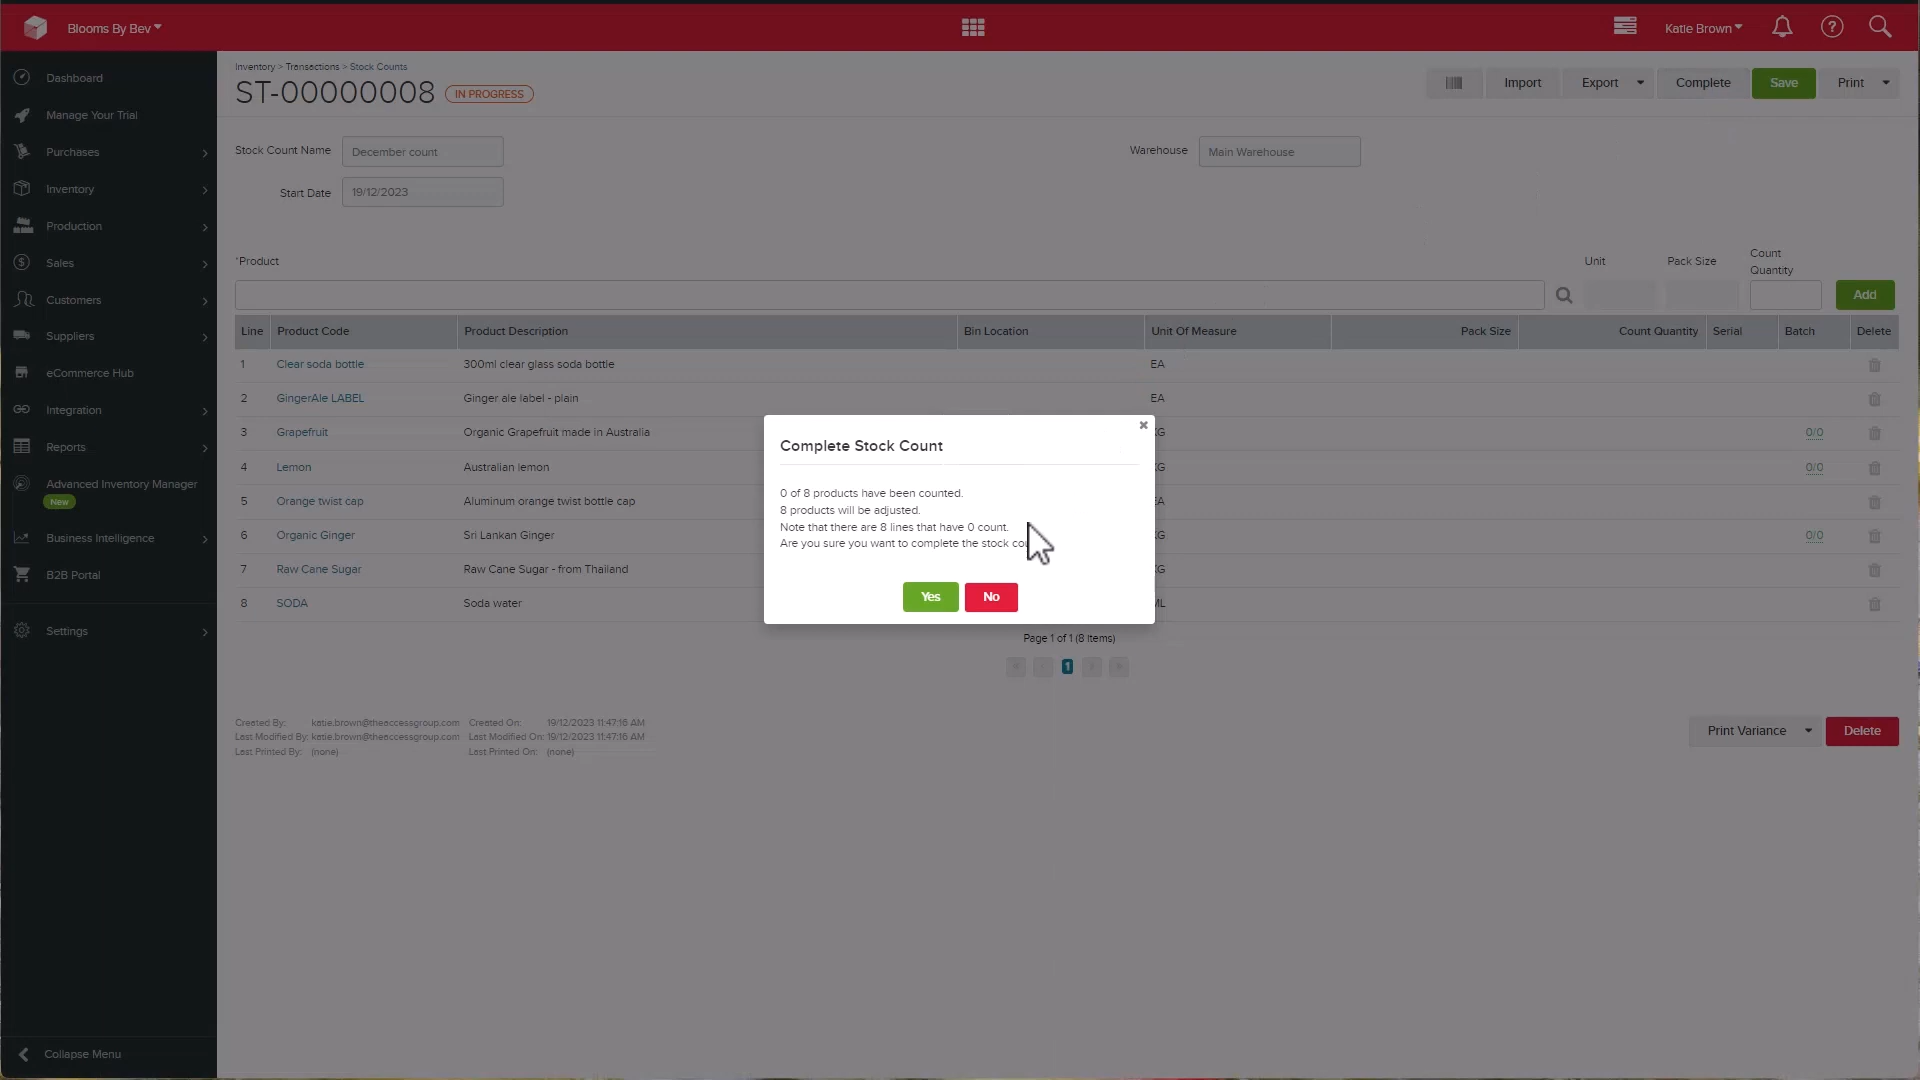 Blooms By Bev
Katie Brown
Dashboard
Manage Your Trial
Purchases
Inventory
Production
Sales
Customers
Suppliers
eCommerce Hub
Integration
Reports
Advanced Inventory Manager
New
Business Intelligence
B2B Portal
Settings
Collapse Menu
Inventory > Transactions > Stock Counts
ST-00000008 IN PROGRESS
Import Export Complete Save Print
Stock Count Name December count Warehouse Main Warehouse
Start Date 19/12/2023
*Product Unit Pack Size Count Quantity
Add
Line Product Code Product Description Bin Location Unit Of Measure Pack Size Count Quantity Serial Batch Delete
1 Clear soda bottle 300ml clear glass soda bottle EA
2 GingerAle LABEL Ginger ale label - plain EA
3 Grapefruit Organic Grapefruit made in Australia 0/0
4 Lemon Australian lemon 0/0
5 Orange twist cap Aluminum orange twist bottle cap
6 Organic Ginger Sri Lankan Ginger 0/0
7 Raw Cane Sugar Raw Cane Sugar - from Thailand
8 SODA Soda water
Complete Stock Count
0 of 8 products have been counted.
8 products will be adjusted.
Note that there are 8 lines that have 0 count.
Are you sure you want to complete the stock
Yes No
Page 1 of 1 (8 items)
1
Created By: katie.brown@theaccessgroup.com Created On: 19/12/2023 11:47:16 AM
Last Modified By: katie.brown@theaccessgroup.com Last Modified On: 19/12/2023 11:47:16 AM
Last Printed By: (none) Last Printed On: (none)
Print Variance Delete